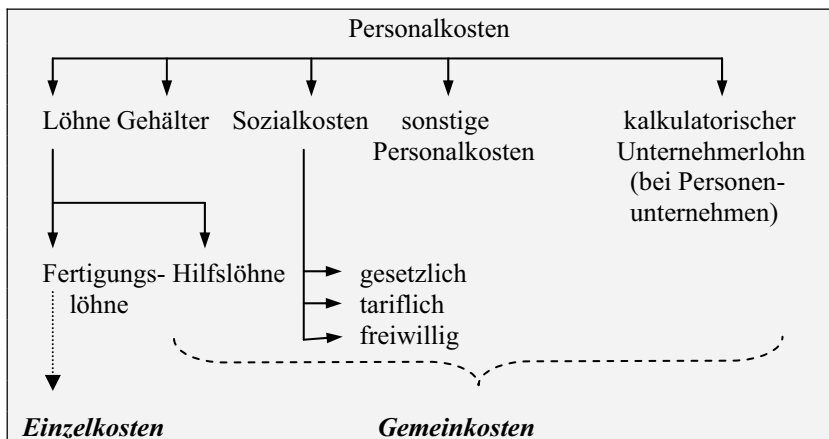 Personalkosten
Löhne Gehälter Sozialkosten sonstige kalkulatorischer
Personalkosten Unternehmerlohn
(bei Personen-
unternehmen)
Fertigungs- Hilfslöhne gesetzlich
löhne tariflich
freiwillig
Einzelkosten Gemeinkosten